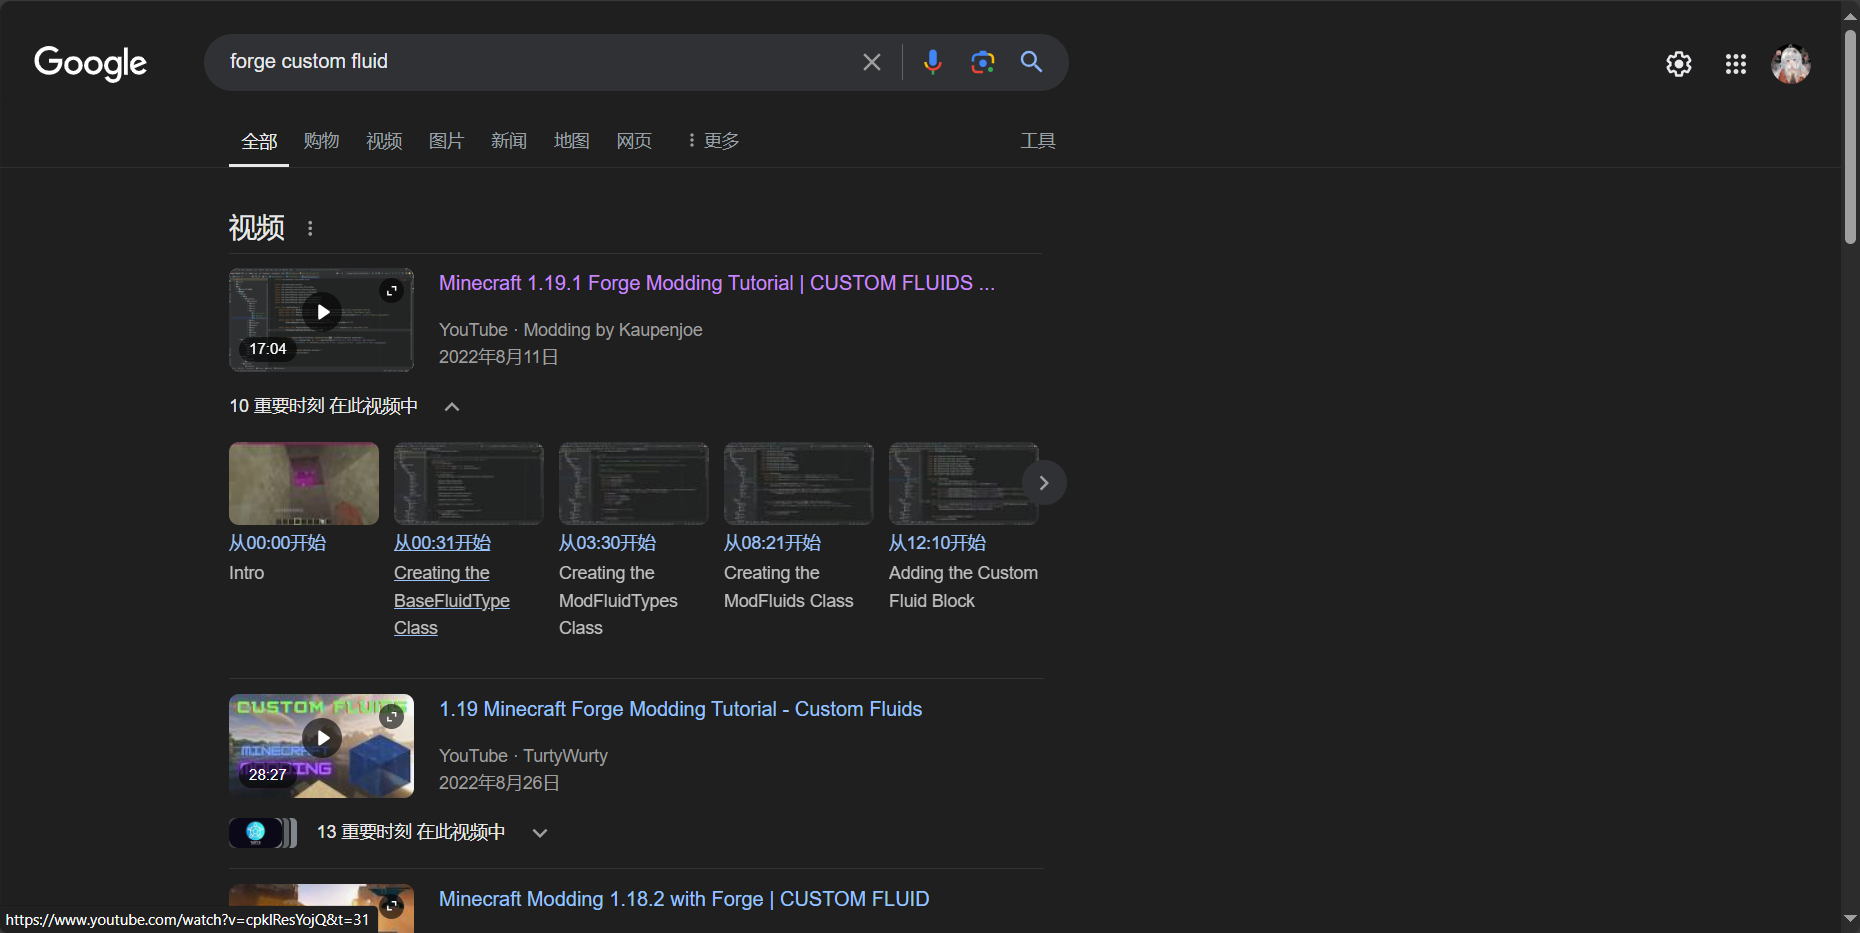 Google
forge custom fluid
全部 购物 视频 图片 新闻 地图 网页 更多 工具
视频
Minecraft 1.19.1 Forge Modding Tutorial | CUSTOM FLUIDS ...
YouTube · Modding by Kaupenjoe
2022年8月11日
17:04
10 重要时刻 在此视频中
从00:00开始
Intro
从00:31开始
Creating the
BaseFluidType
Class
从03:30开始
Creating the
ModFluidTypes
Class
从08:21开始
Creating the
ModFluids Class
从12:10开始
Adding the Custom
Fluid Block
CUSTOM FLUIDS
MINECRAFT
MODDING
28:27
1.19 Minecraft Forge Modding Tutorial - Custom Fluids
YouTube · TurtyWurty
2022年8月26日
13 重要时刻 在此视频中
Minecraft Modding 1.18.2 with Forge | CUSTOM FLUID
https://www.youtube.com/watch?v=cpklResYojQ&t=31